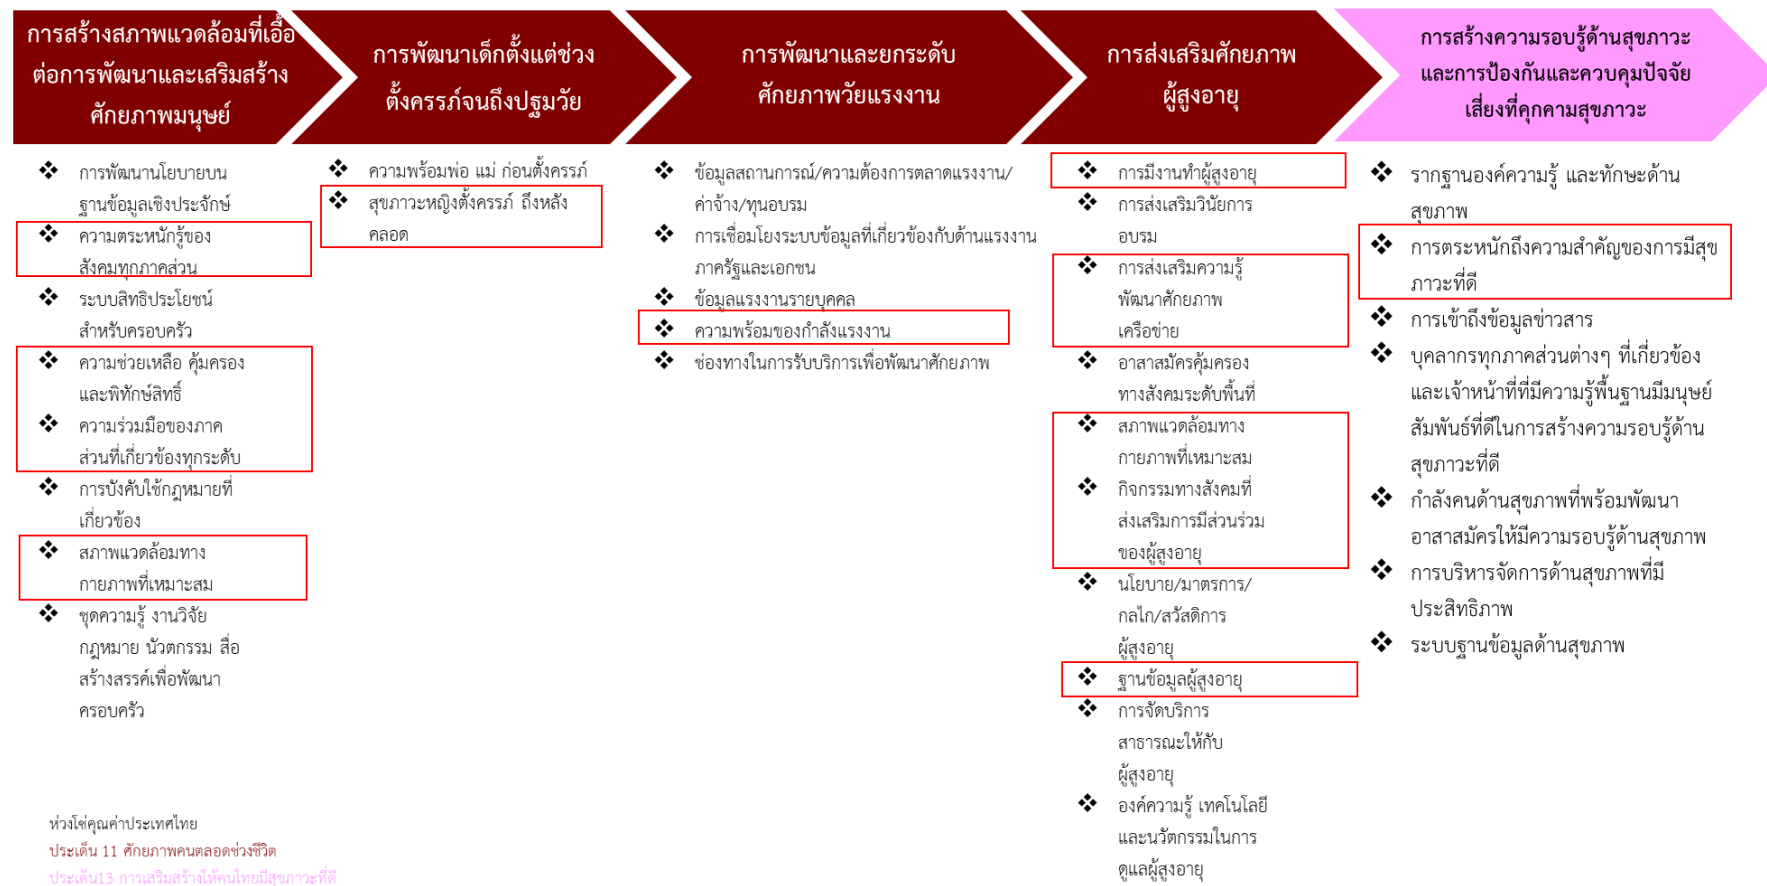 การสร้างสภาพแวดล้อมที่เอื้อ
ต่อการพัฒนาและเสริมสร้าง
ศักยภาพมนุษย์
การพัฒนาเด็กตั้งแต่ช่วง
ตั้งครรภ์จนถึงปฐมวัย
การพัฒนาและยกระดับ
ศักยภาพวัยแรงงาน
การส่งเสริมศักยภาพ
ผู้สูงอายุ
การสร้างความรอบรู้ด้านสุขภาวะ
และการป้องกันและควบคุมปัจจัย
เสี่ยงที่คุกคามสุขภาวะ
❖ การพัฒนานโยบายบน
ฐานข้อมูลเชิงประจักษ์
❖ ความตระหนักรู้ของ
สังคมทุกภาคส่วน
❖ ระบบสิทธิประโยชน์
สำหรับครอบครัว
❖ ความช่วยเหลือ คุ้มครอง
และพิทักษ์สิทธิ์
❖ ความร่วมมือของภาค
ส่วนที่เกี่ยวข้องทุกระดับ
❖ การบังคับใช้กฎหมายที่
เกี่ยวข้อง
❖ สภาพแวดล้อมทาง
กายภาพที่เหมาะสม
❖ ชุดความรู้ งานวิจัย
กฎหมาย นัวตกรรม สื่อ
สร้างสรรค์เพื่อพัฒนา
ครอบครัว
❖ ความพร้อมพ่อ แม่ ก่อนตั้งครรภ์
❖ สุขภาวะหญิงตั้งครรภ์ ถึงหลัง
คลอด
❖ ข้อมูลสถานการณ์/ความต้องการตลาดแรงงาน/
ค่าจ้าง/ทุนอบรม
❖ การเชื่อมโยงระบบข้อมูลที่เกี่ยวข้องกับด้านแรงงาน
ภาครัฐและเอกชน
❖ ข้อมูลแรงงานรายบุคคล
❖ ความพร้อมของกำลังแรงงาน
❖ ช่องทางในการรับบริการเพื่อพัฒนาศักยภาพ
❖ การมีงานทำผู้สูงอายุ
❖ การส่งเสริมวินัยการ
อบรม
❖ การส่งเสริมความรู้
พัฒนาศักยภาพ
เครือข่าย
❖ อาสาสมัครคุ้มครอง
ทางสังคมระดับพื้นที่
❖ สภาพแวดล้อมทาง
กายภาพที่เหมาะสม
❖ กิจกรรมทางสังคมที่
ส่งเสริมการมีส่วนร่วม
ของผู้สูงอายุ
❖ นโยบาย/มาตรการ/
กลไก/สวัสดิการ
ผู้สูงอายุ
❖ ฐานข้อมูลผู้สูงอายุ
❖ การจัดบริการ
สาธารณะให้กับ
ผู้สูงอายุ
❖ องค์ความรู้ เทคโนโลยี
และนวัตกรรมในการ
ดูแลผู้สูงอายุ
❖ รากฐานองค์ความรู้ และทักษะด้าน
สุขภาพ
❖ การตระหนักถึงความสำคัญของการมีสุข
ภาวะที่ดี
❖ การเข้าถึงข้อมูลข่าวสาร
❖ บุคลากรทุกภาคส่วนต่างๆ ที่เกี่ยวข้อง
และเจ้าหน้าที่ที่มีความรู้พื้นฐานมีมนุษย์
สัมพันธ์ที่ดีในการสร้างความรอบรู้ด้าน
สุขภาวะที่ดี
❖ กำลังคนด้านสุขภาพที่พร้อมพัฒนา
อาสาสมัครให้มีความรอบรู้ด้านสุขภาพ
❖ การบริหารจัดการด้านสุขภาพที่มี
ประสิทธิภาพ
❖ ระบบฐานข้อมูลด้านสุขภาพ
ห่วงโซ่คุณค่าประเทศไทย
ประเด็น 11 ศักยภาพคนตลอดช่วงชีวิต
ประเด็น13 การเสริมสร้างให้คนไทยมีสุขภาวะที่ดี